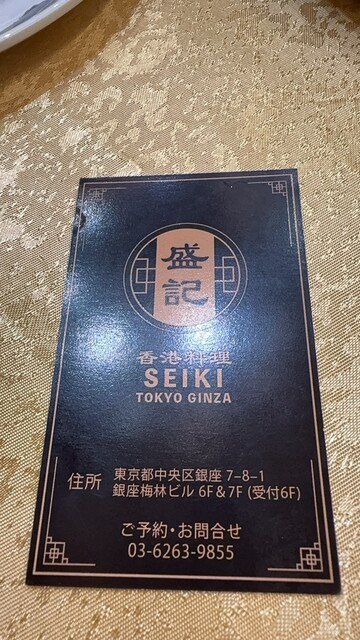 盛
記
香港料理
SEIKI
TOKYO GINZA
住所 東京都中央区銀座 7-8-1
銀座梅林ビル 6F&7F (受付6F)
ご予約・お問合せ
03-6263-9855